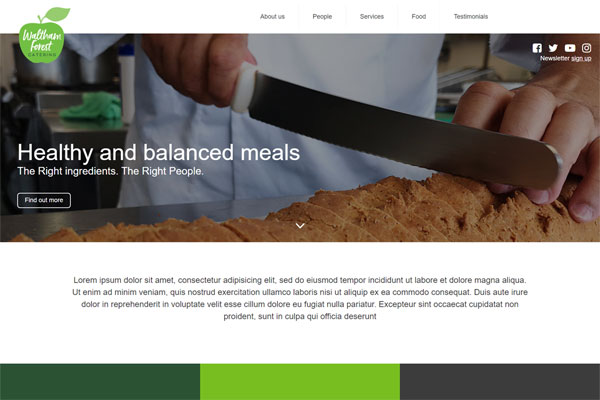 Waltham
Forest
CATERING
About us
People
Services
Food
Testimonials
Newsletter sign up
Healthy and balanced meals
The Right ingredients. The Right People.
Find out more
Lorem ipsum dolor sit amet, consectetur adipisicing elit, sed do eiusmod tempor incididunt ut labore et dolore magna aliqua.
Ut enim ad minim veniam, quis nostrud exercitation ullamco laboris nisi ut aliquip ex ea commodo consequat. Duis aute irure
dolor in reprehenderit in voluptate velit esse cillum dolore eu fugiat nulla pariatur. Excepteur sint occaecat cupidatat non
proident, sunt in culpa qui officia deserunt